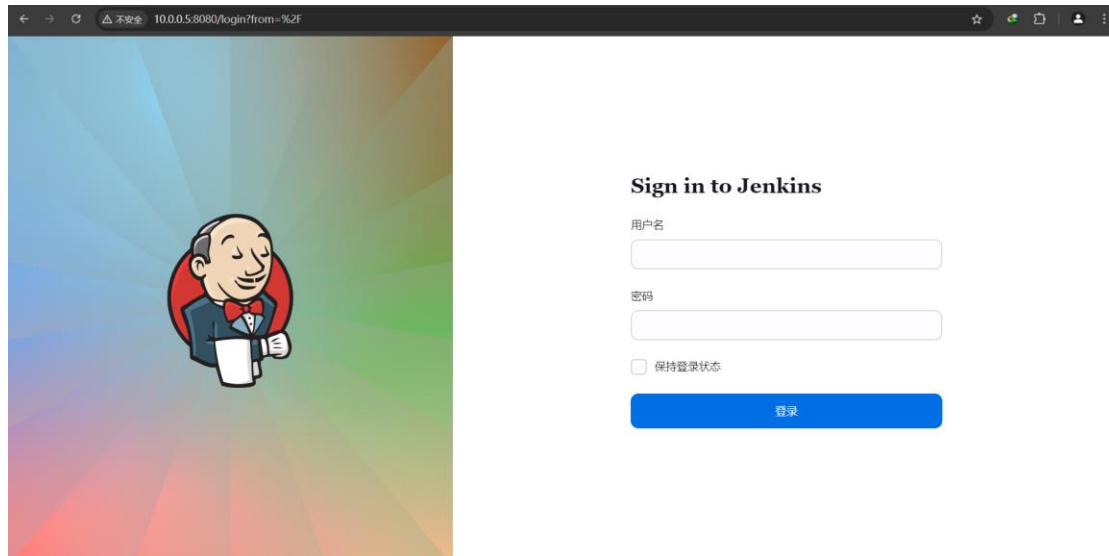 不安全 10.0.0.5:8080/login?from=%2F
Sign in to Jenkins
用户名
密码
保持登录状态
登录